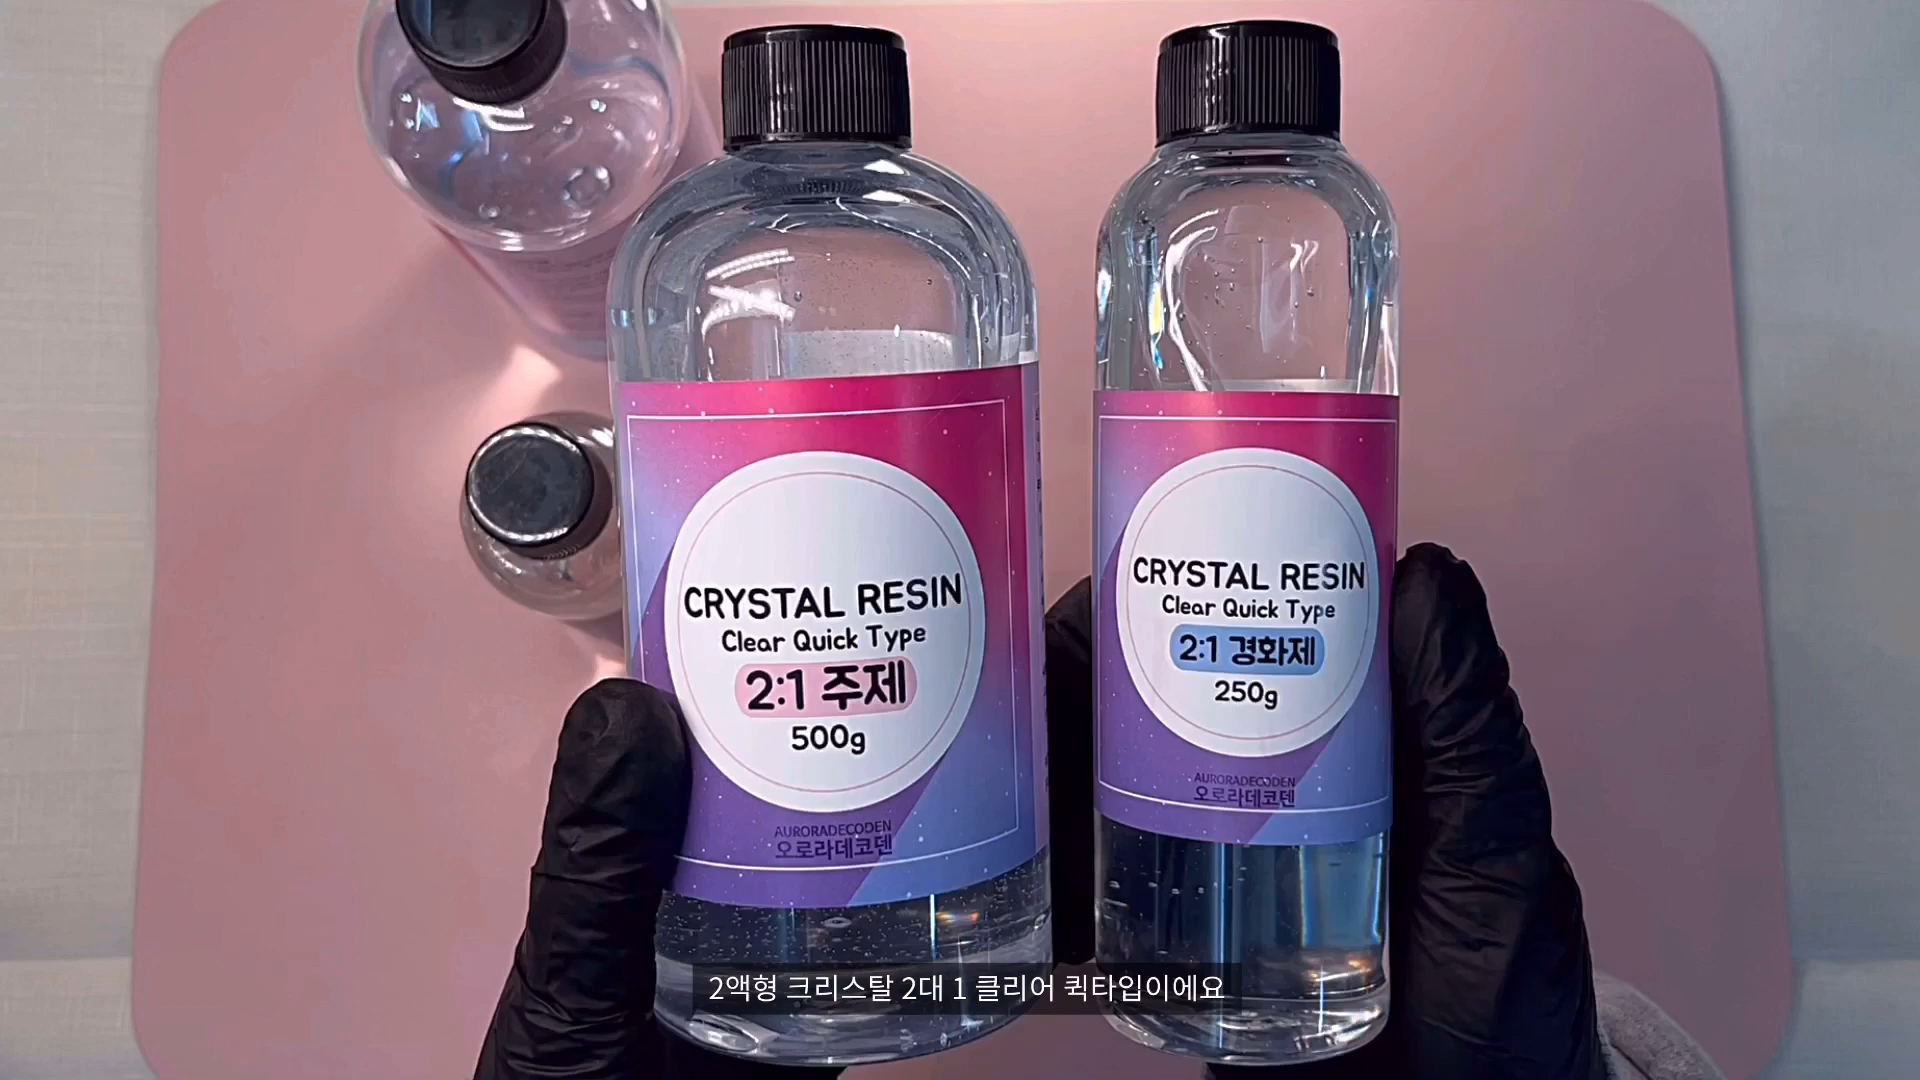 CRYSTAL RESIN
Clear Quick Type
2:1 주제
500g
AURORADECODEN
오로라데코덴
CRYSTAL RESIN
Clear Quick Type
2:1 경화제
250g
AURORADECODEN
오로라데코덴
2액형 크리스탈 2대 1 클리어 퀵타입이에요